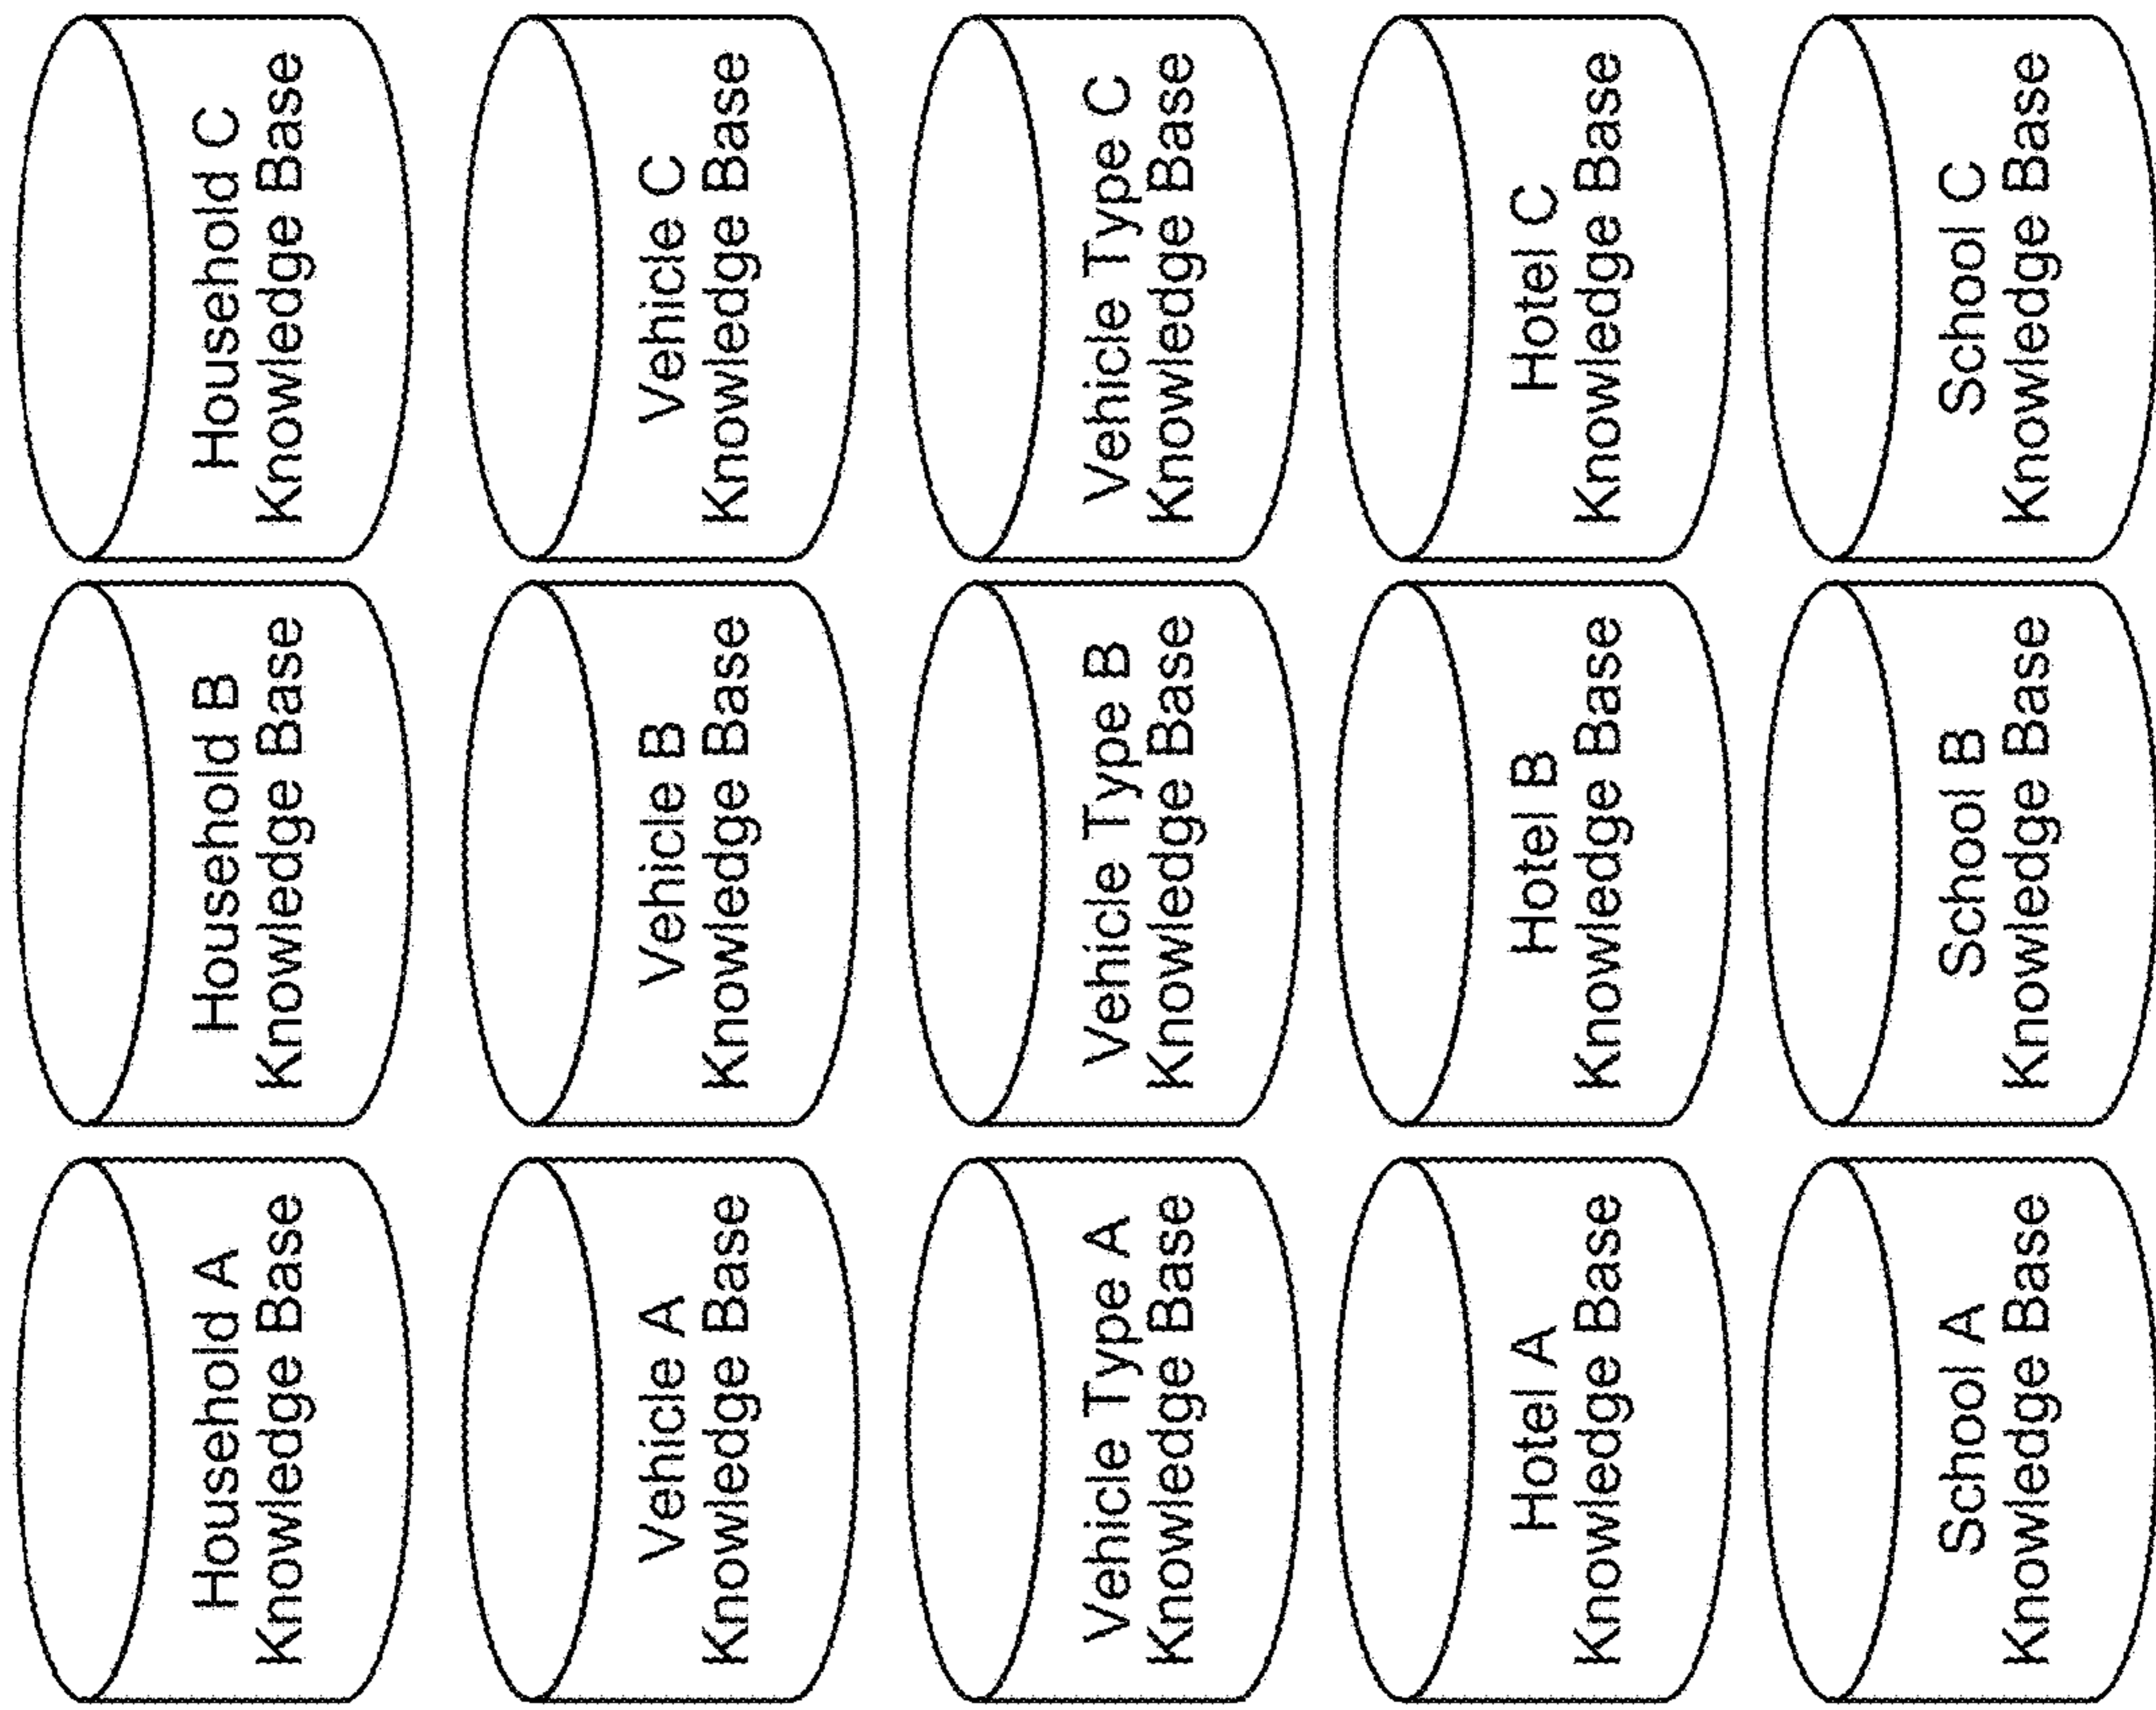 Household A
Knowledge Base
Household B
Knowledge Base
Household C
Knowledge Base
Vehicle A
Knowledge Base
Vehicle B
Knowledge Base
Vehicle C
Knowledge Base
Vehicle Type A
Knowledge Base
Vehicle Type B
Knowledge Base
Vehicle Type C
Knowledge Base
Hotel A
Knowledge Base
Hotel B
Knowledge Base
Hotel C
Knowledge Base
School A
Knowledge Base
School B
Knowledge Base
School C
Knowledge Base